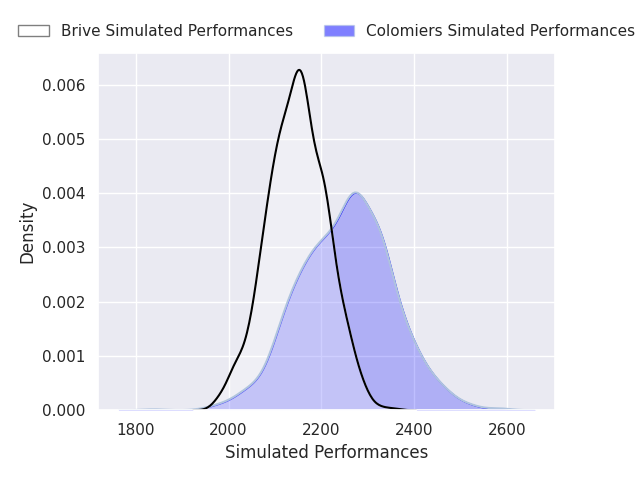 Brive Simulated Performances
Colomiers Simulated Performances
Density
0.006
0.005
0.004
0.003
0.002
0.001
0.000
1800 2000 2200 2400 2600
Simulated Performances